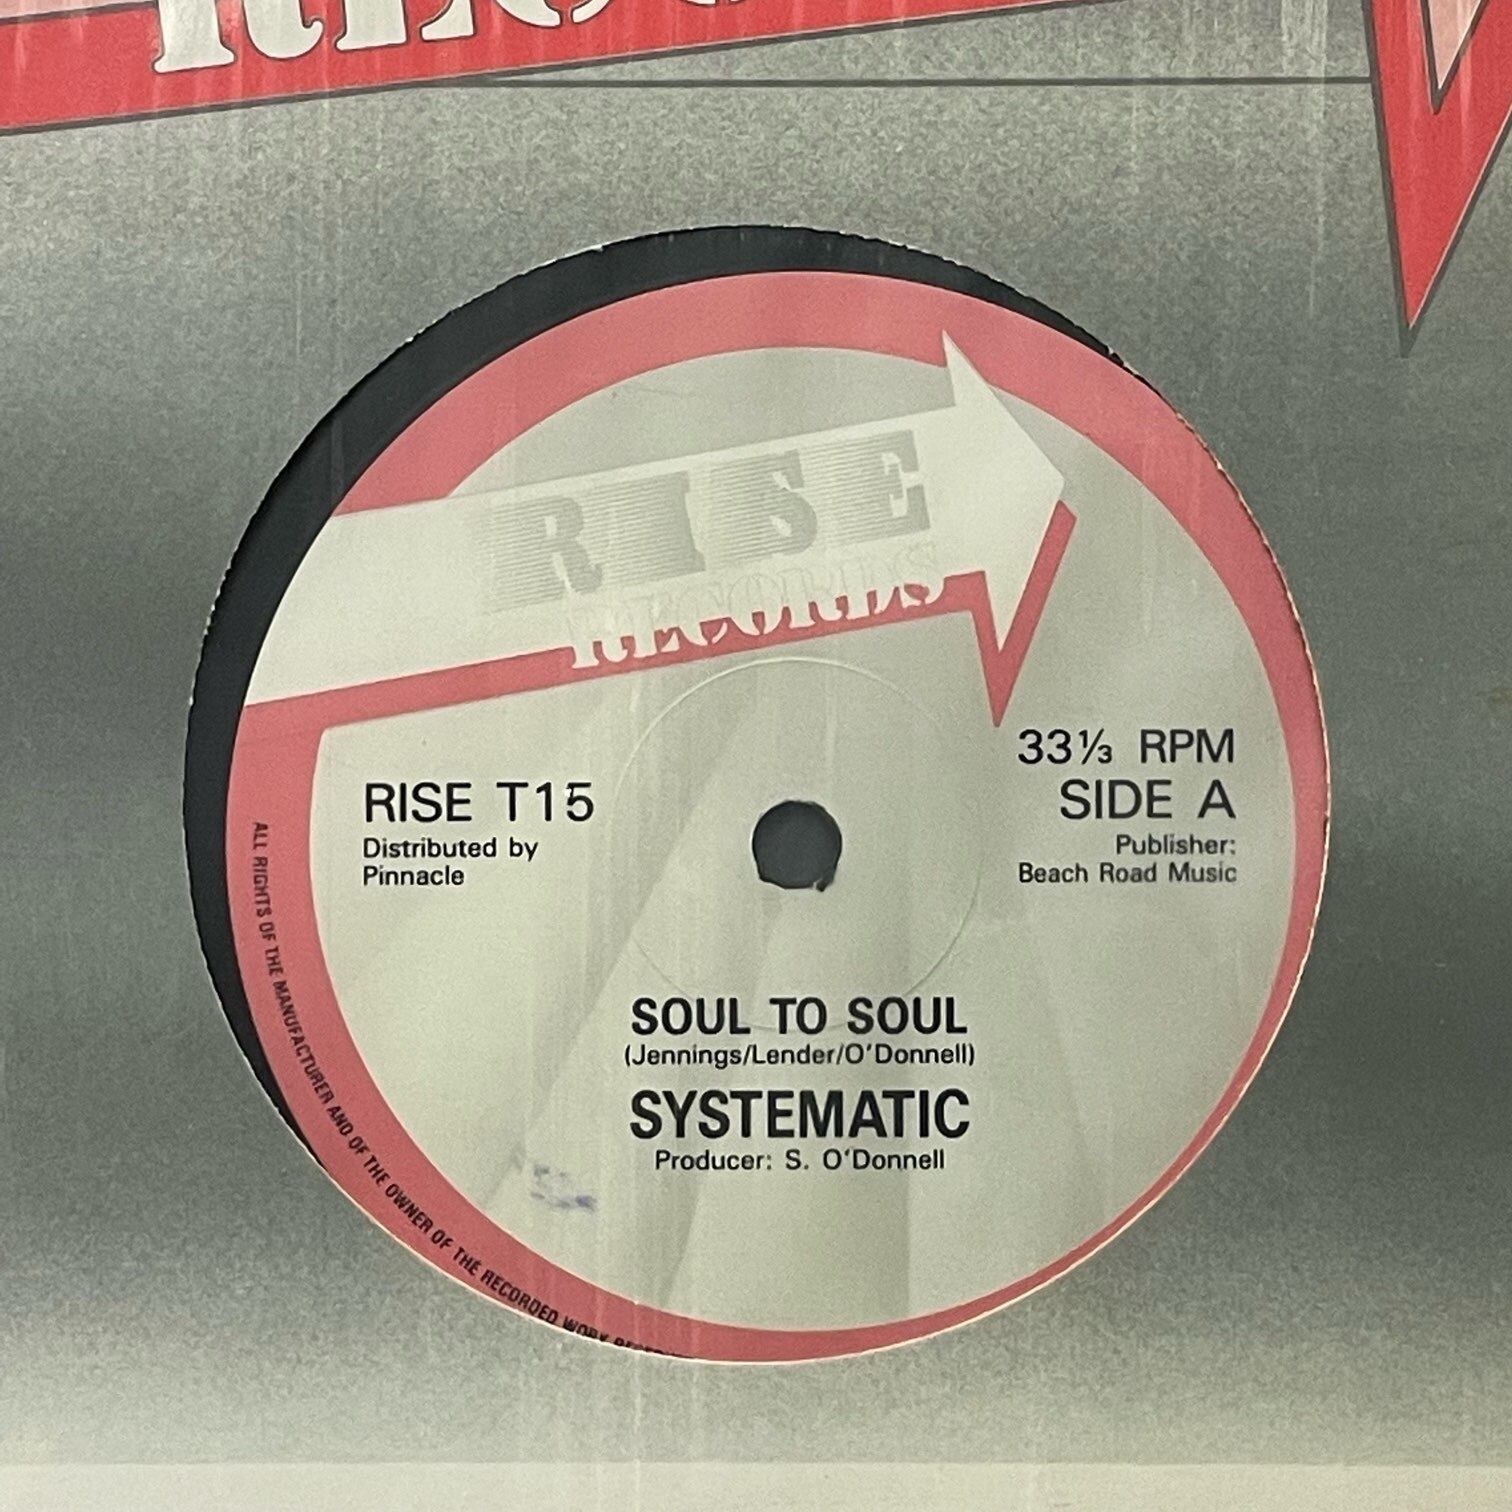 RISE
RECORDS
33⅓ RPM
RISE T15
SIDE A
Distributed by
Pinnacle
Publisher:
Beach Road Music
SOUL TO SOUL
(Jennings/Lender/O'Donnell)
SYSTEMATIC
Producer: S. O'Donnell
ALL RIGHTS OF THE MANUFACTURER AND OF THE OWNER OF THE RECORDED WORK